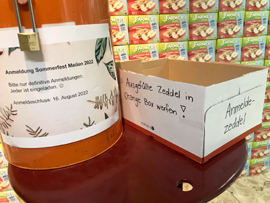 Anmeldung Sommerfest Meilen 2022
Bitte nur definitive Anmeldungen.
Jeder ist eingeladen. ☺
Anmeldeschluss: 16. August 2022
Ausgefüllte Zeddel in
Orange Box werfen !
Anmelde-
zeddel